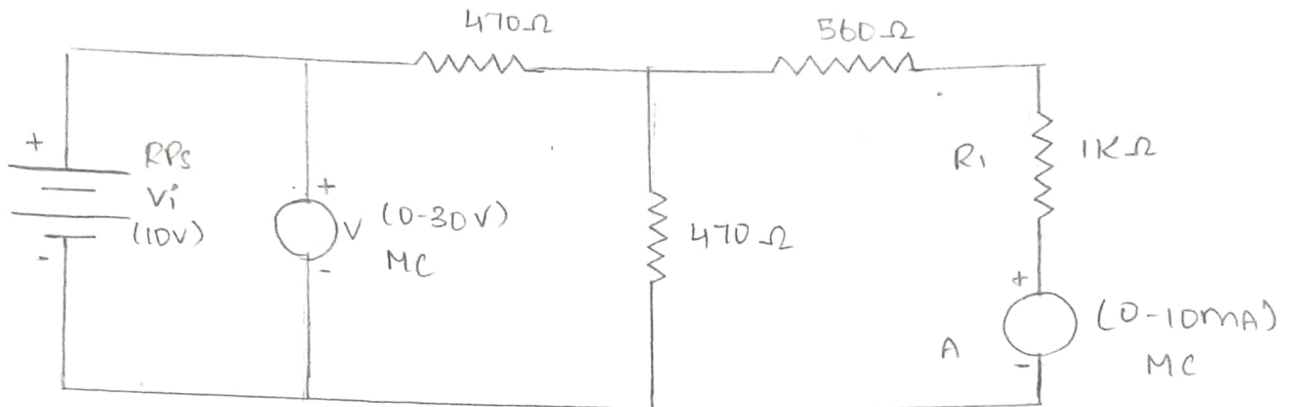 470Ω
560Ω
+
RPS
Vi
(10V)
-
+
V (0-30V)
MC
-
470Ω
R1
1KΩ
+
A
(0-10mA)
MC
-